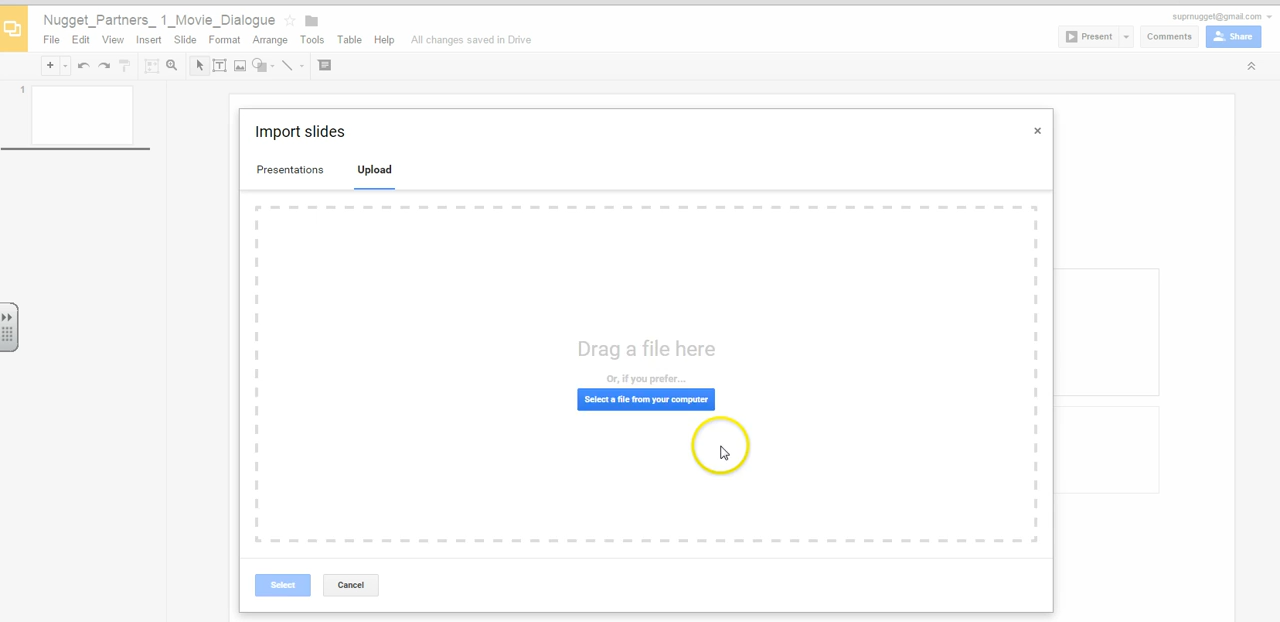 Nugget_Partners_ 1_Movie_Dialogue
suprnugget@gmail.com
File Edit View Insert Slide Format Arrange Tools Table Help All changes saved in Drive
Present Comments Share
1
Import slides
×
Presentations Upload
Drag a file here
Or, if you prefer...
Select a file from your computer
Select Cancel